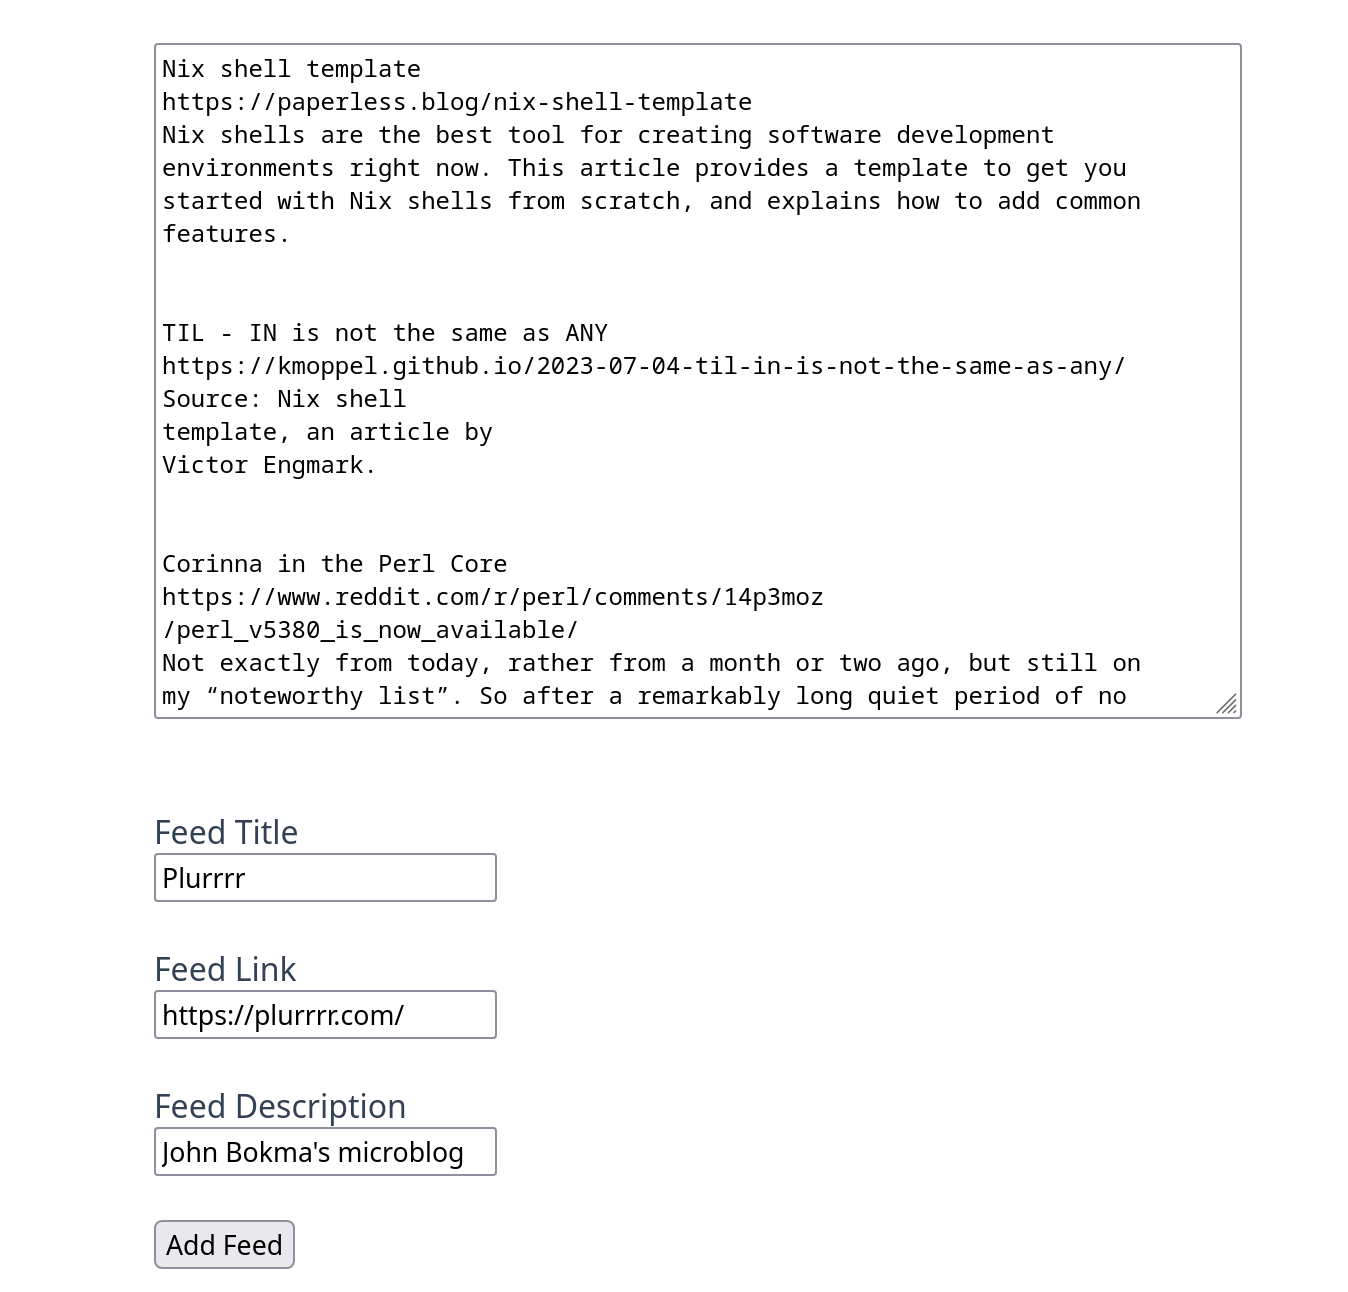 Nix shell template
https://paperless.blog/nix-shell-template
Nix shells are the best tool for creating software development
environments right now. This article provides a template to get you
started with Nix shells from scratch, and explains how to add common
features.
TIL - IN is not the same as ANY
https://kmoppel.github.io/2023-07-04-til-in-is-not-the-same-as-any/
Source: Nix shell
template, an article by
Victor Engmark.
Corinna in the Perl Core
https://www.reddit.com/r/perl/comments/14p3moz
/perl_v5380_is_now_available/
Not exactly from today, rather from a month or two ago, but still on
my “noteworthy list”. So after a remarkably long quiet period of no
Feed Title
Plurrrr
Feed Link
https://plurrrr.com/
Feed Description
John Bokma's microblog
Add Feed